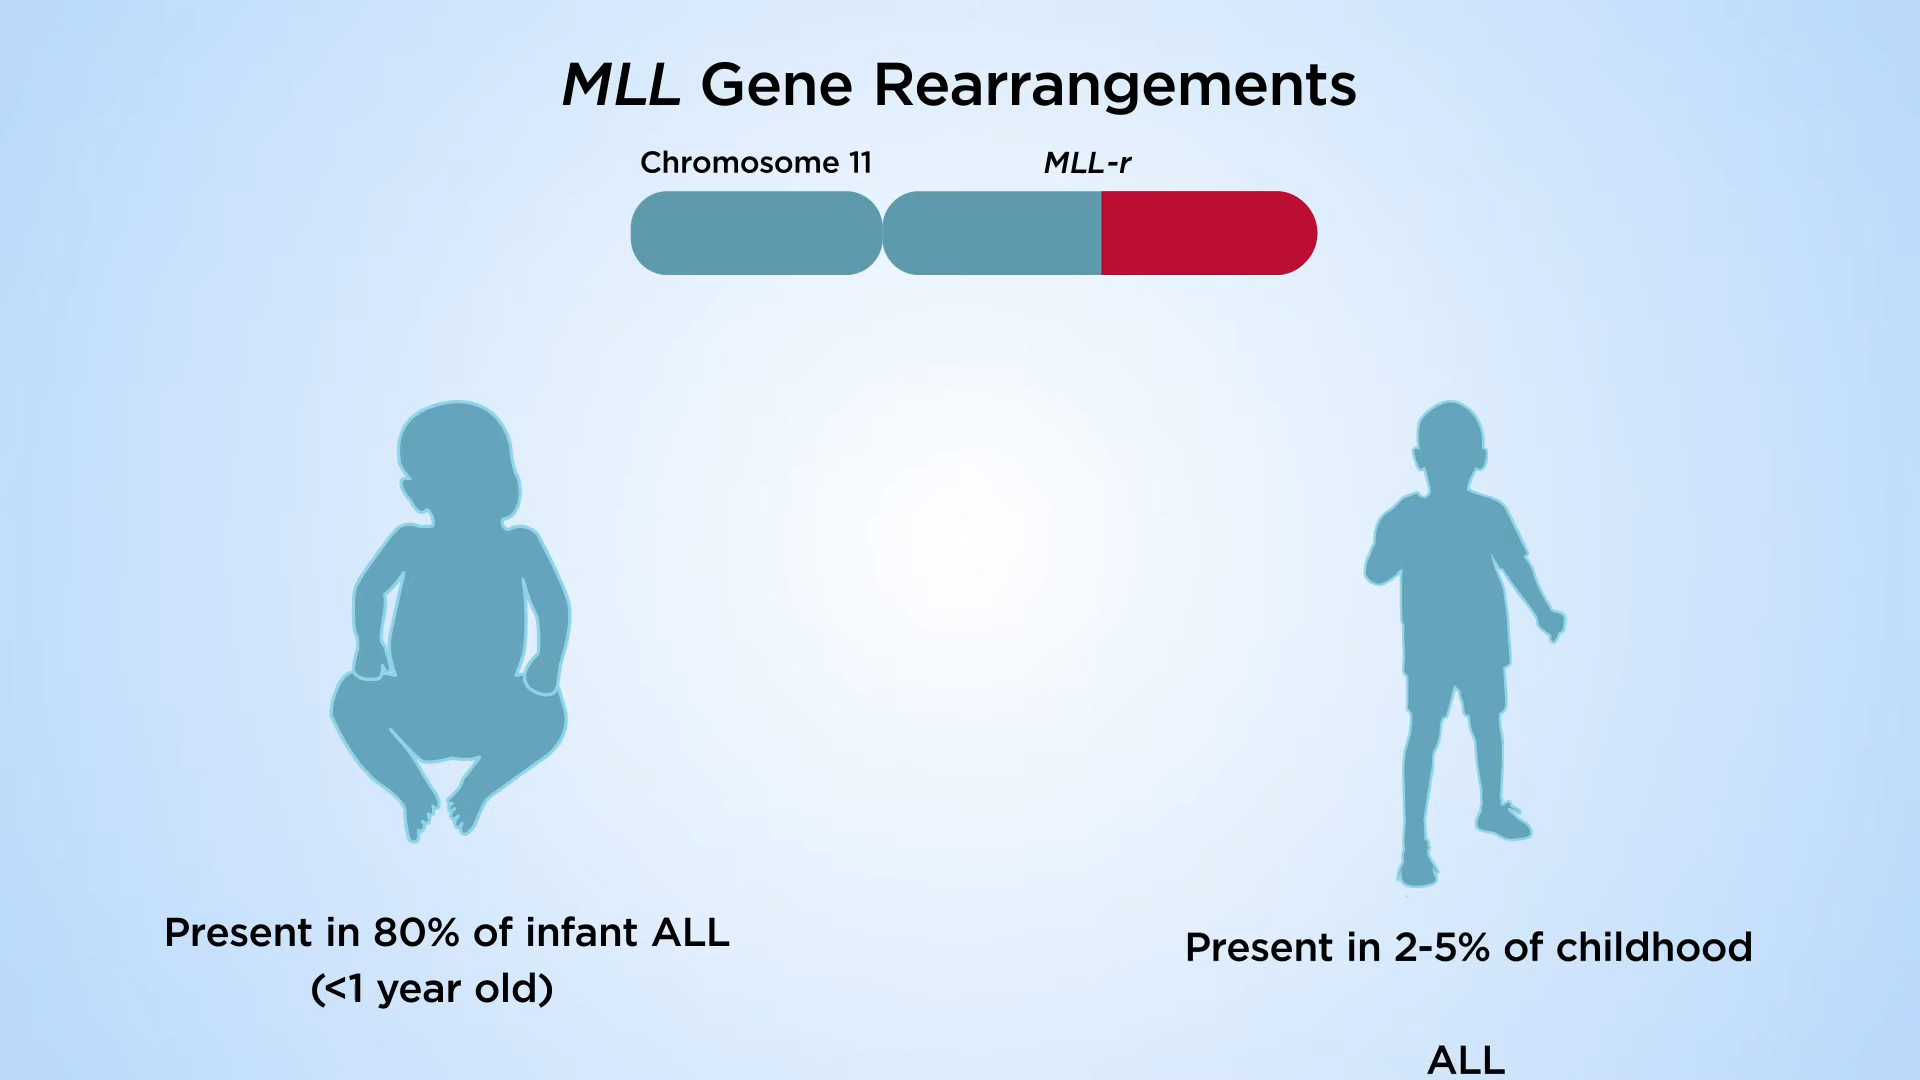 MLL Gene Rearrangements
Chromosome 11
MLL-r
Present in 80% of infant ALL
(<1 year old)
Present in 2-5% of childhood
ALL